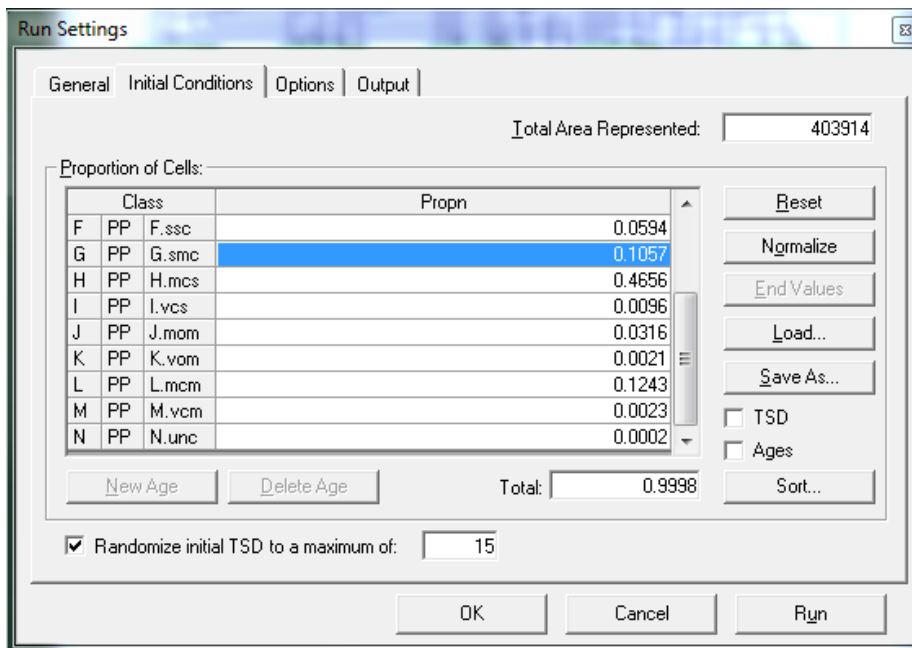 Run Settings
General Initial Conditions Options Output
Total Area Represented: 403914
Proportion of Cells:
Class Propn
F PP F.ssc 0.0594
G PP G.smc 0.1057
H PP H.mcs 0.4656
I PP I.vcs 0.0096
J PP J.mom 0.0316
K PP K.vom 0.0021
L PP L.mcm 0.1243
M PP M.vcm 0.0023
N PP N.unc 0.0002
Reset
Normalize
End Values
Load...
Save As...
TSD
Ages
New Age Delete Age Total: 0.9998 Sort...
Randomize initial TSD to a maximum of: 15
OK Cancel Run